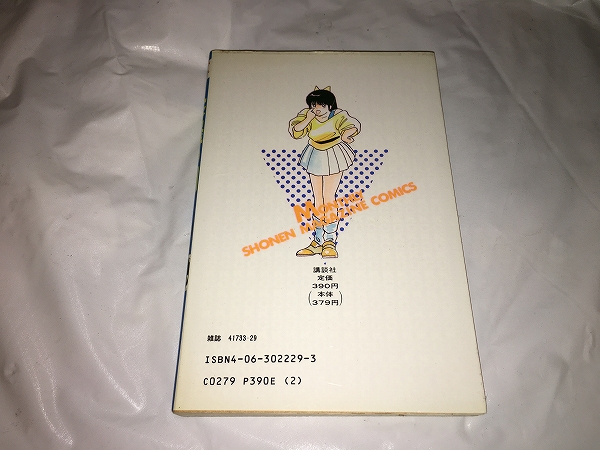 MONTHLY
SHONEN MAGAZINE COMICS
講談社
定価
390円
(本体
379円)
雑誌 41733-29
ISBN4-06-302229-3
C0279 P390E (2)